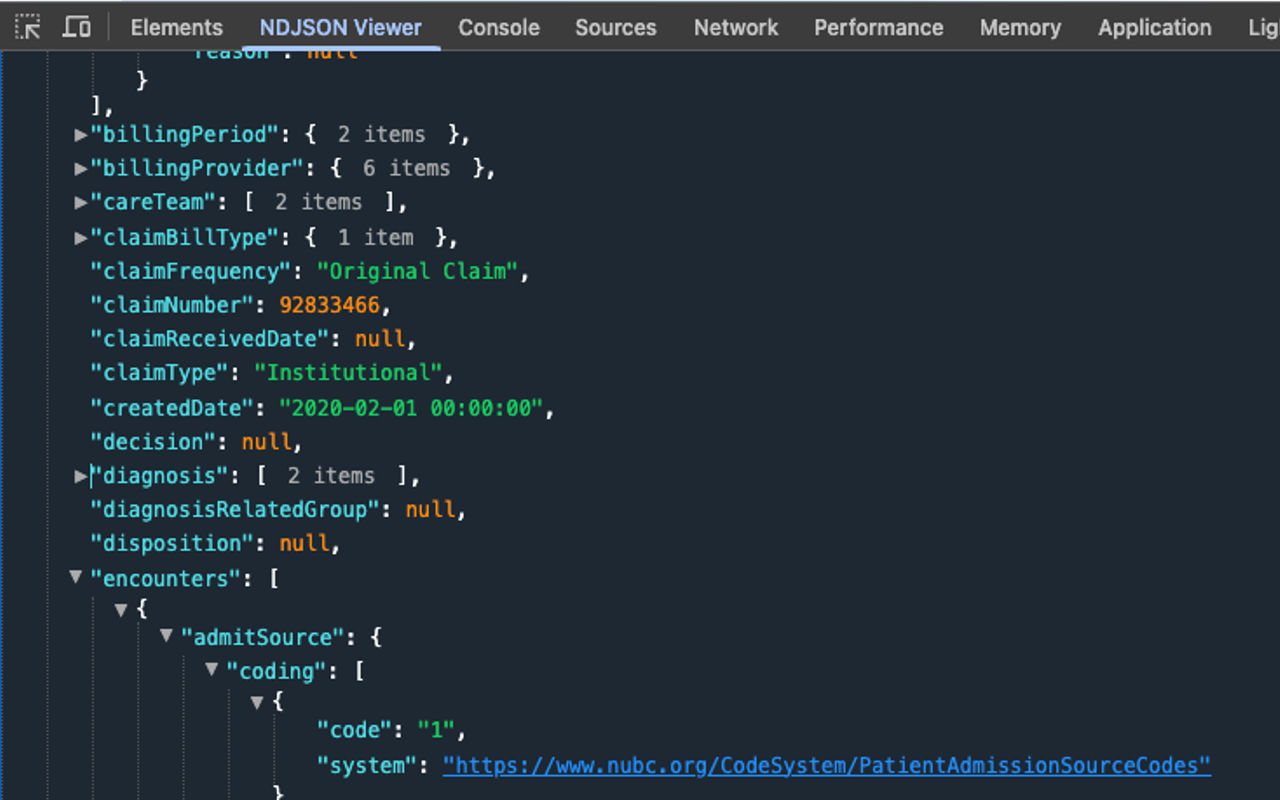 Elements NDJSON Viewer Console Sources Network Performance Memory Application Lig
"reason": null
}
],
"billingPeriod": { 2 items },
"billingProvider": { 6 items },
"careTeam": [ 2 items ],
"claimBillType": { 1 item },
"claimFrequency": "Original Claim",
"claimNumber": 92833466,
"claimReceivedDate": null,
"claimType": "Institutional",
"createdDate": "2020-02-01 00:00:00",
"decision": null,
"diagnosis": [ 2 items ],
"diagnosisRelatedGroup": null,
"disposition": null,
"encounters": [
{
"admitSource": {
"coding": [
{
"code": "1",
"system": "https://www.nubc.org/CodeSystem/PatientAdmissionSourceCodes"
}